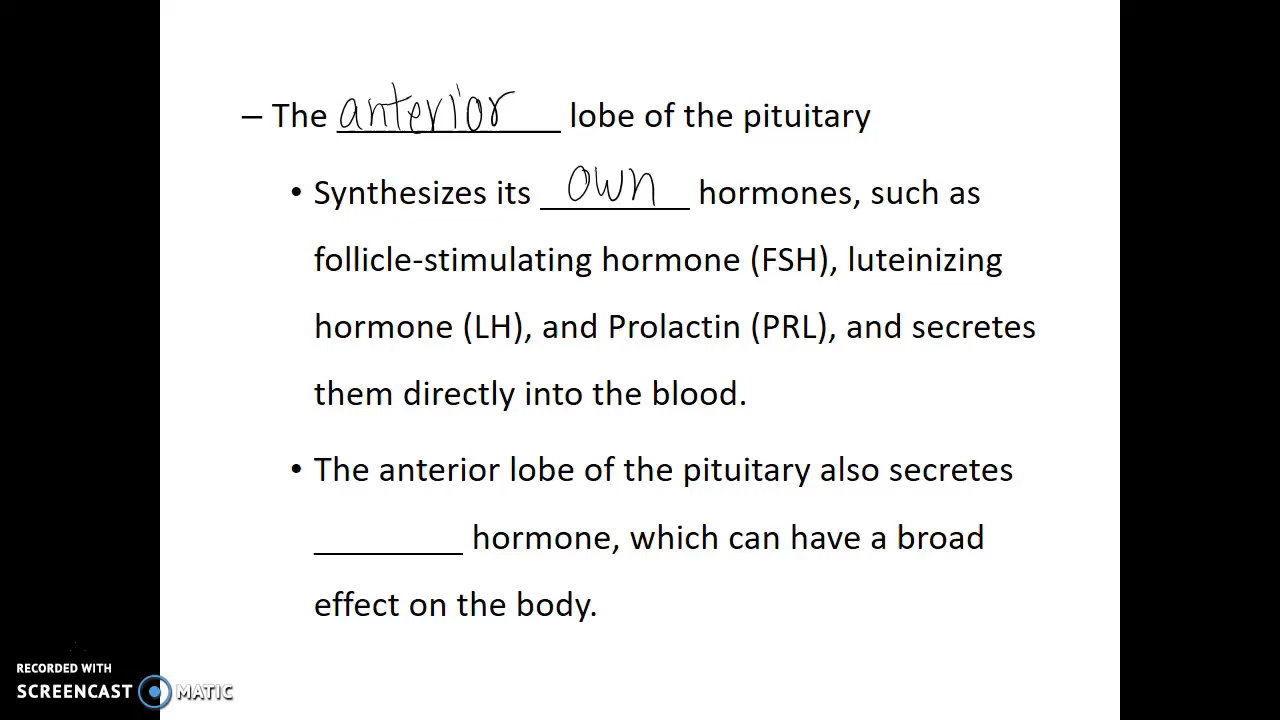 – The anterior lobe of the pituitary
• Synthesizes its own hormones, such as
follicle-stimulating hormone (FSH), luteinizing
hormone (LH), and Prolactin (PRL), and secretes
them directly into the blood.
• The anterior lobe of the pituitary also secretes
_________ hormone, which can have a broad
effect on the body.
RECORDED WITH
SCREENCAST MATIC